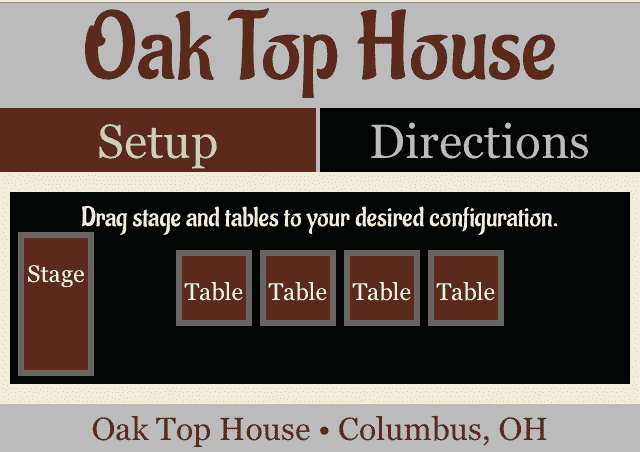 Oak Top House
Setup Directions
Drag stage and tables to your desired configuration.
Stage
Table Table Table Table
Oak Top House • Columbus, OH